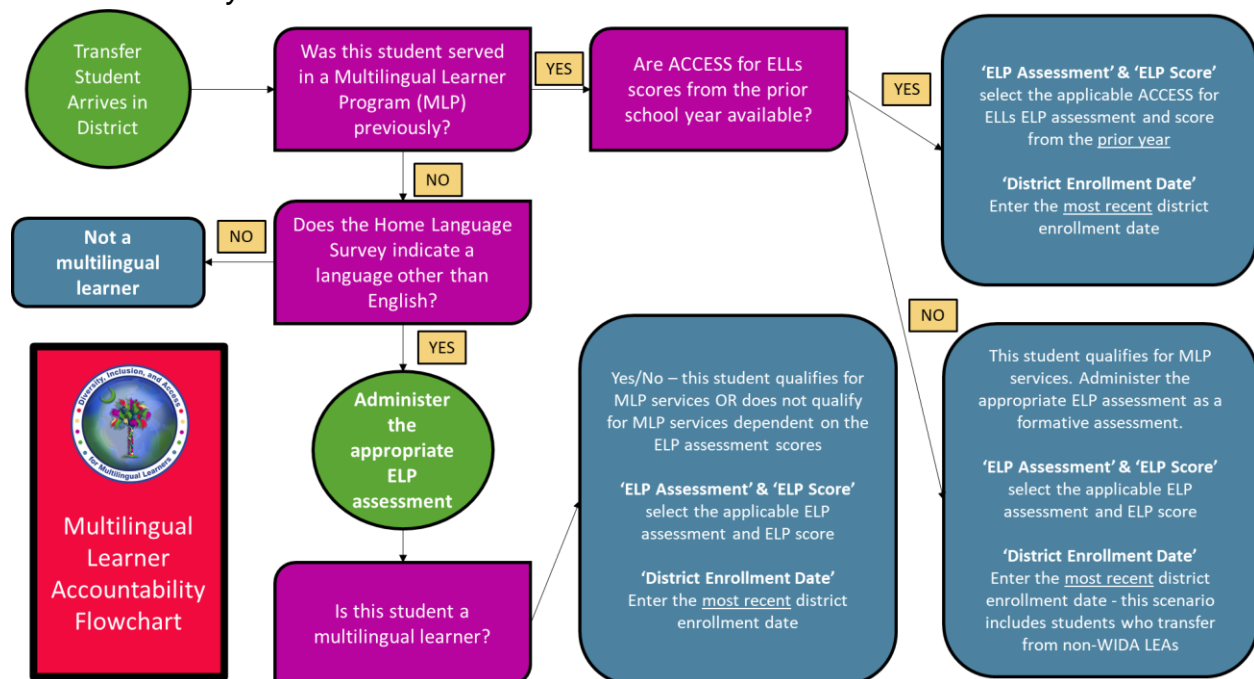 Transfer
Student
Arrives in
District
Was this student served
in a Multilingual Learner
Program (MLP)
previously?
YES
Are ACCESS for ELLs
scores from the prior
school year available?
YES
'ELP Assessment' & 'ELP Score'
select the applicable ACCESS for
ELLs ELP assessment and score
from the prior year
'District Enrollment Date'
Enter the most recent district
enrollment date
NO
Does the Home Language
Survey indicate a
language other than
English?
NO
Not a
multilingual
learner
YES
Administer
the
appropriate
ELP
assessment
Is this student a
multilingual learner?
Yes/No – this student qualifies for
MLP services OR does not qualify
for MLP services dependent on the
ELP assessment scores
'ELP Assessment' & 'ELP Score'
select the applicable ELP
assessment and ELP score
'District Enrollment Date'
Enter the most recent district
enrollment date
NO
This student qualifies for MLP
services. Administer the
appropriate ELP assessment as a
formative assessment.
'ELP Assessment' & 'ELP Score'
select the applicable ELP
assessment and ELP score
'District Enrollment Date'
Enter the most recent district
enrollment date - this scenario
includes students who transfer
from non-WIDA LEAs
Diversity, Inclusion, and Access
for Multilingual Learners
Multilingual
Learner
Accountability
Flowchart